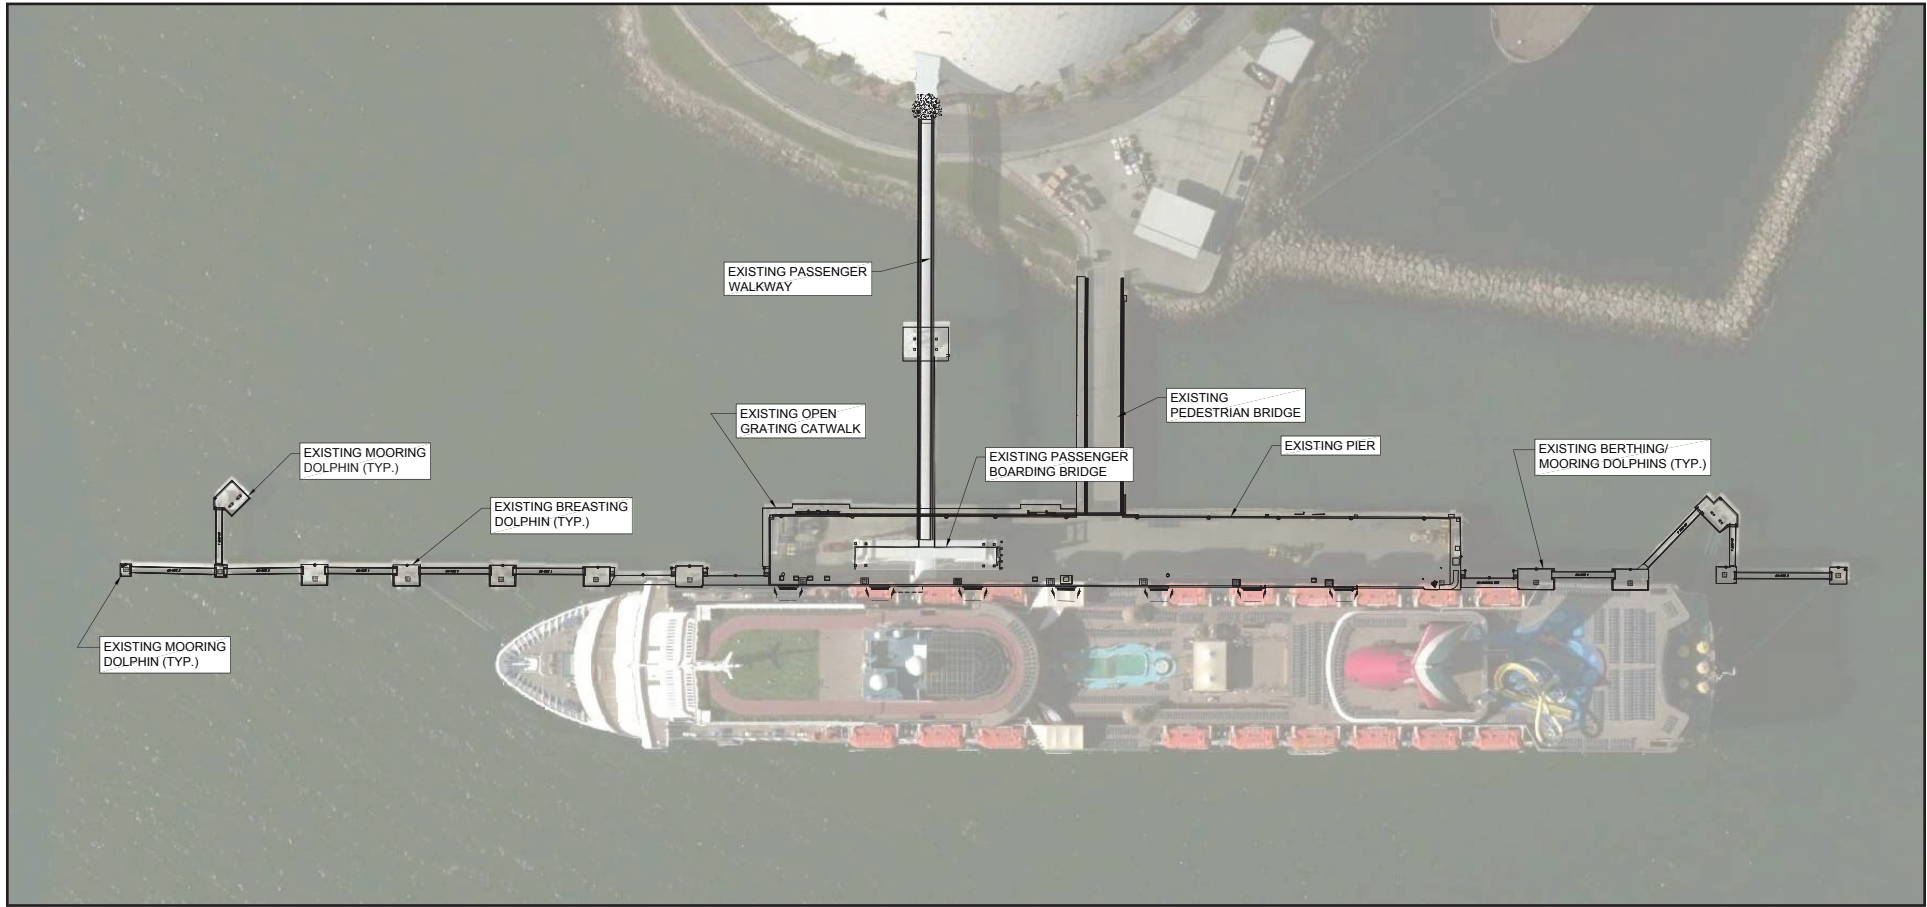 EXISTING PASSENGER
WALKWAY
EXISTING
PEDESTRIAN BRIDGE
EXISTING OPEN
GRATING CATWALK
EXISTING PIER
EXISTING BERTHING/
MOORING DOLPHINS (TYP.)
EXISTING MOORING
DOLPHIN (TYP.)
EXISTING PASSENGER
BOARDING BRIDGE
EXISTING BREASTING
DOLPHIN (TYP.)
EXISTING MOORING
DOLPHIN (TYP.)